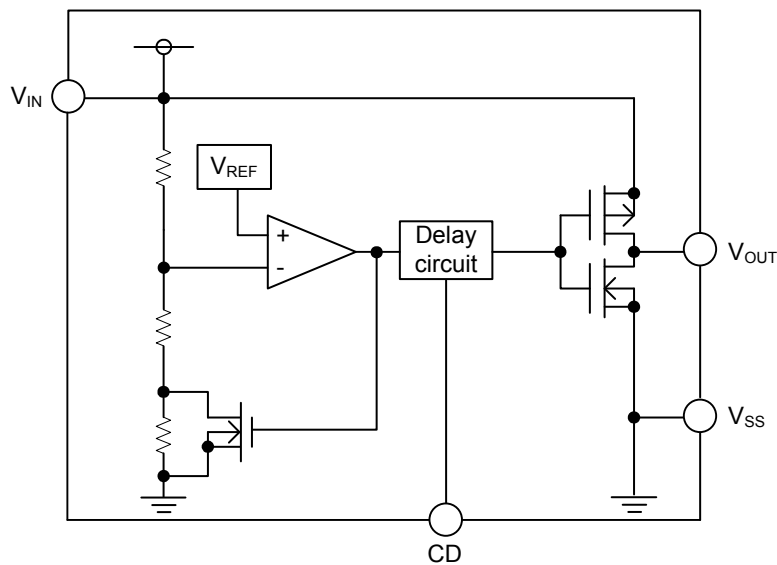 V_IN
V_REF
+
-
Delay
circuit
V_OUT
V_SS
CD